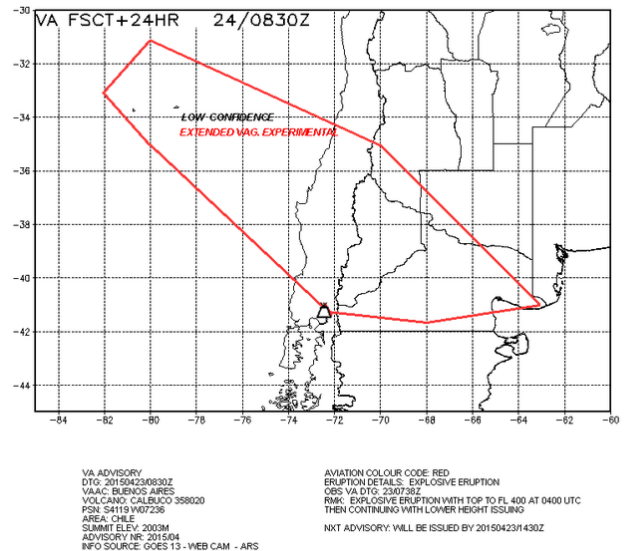 VA FSCT+24HR 24/0830Z
-30
-32
-34
-36
-38
-40
-42
-44
LOW CONFIDENCE
EXTENDED VAG. EXPERIMENTAL
-84 -82 -80 -78 -76 -74 -72 -70 -68 -66 -64 -62 -60
VA ADVISORY
DTG: 20150423/0830Z
VAAC: BUENOS AIRES
VOLCANO: CALBUCO 358020
PSN: S4119 W07236
AREA: CHILE
SUMMIT ELEV: 2003M
ADVISORY NR: 2015/04
INFO SOURCE: GOES 13 - WEB CAM - ARS
AVIATION COLOUR CODE: RED
ERUPTION DETAILS: EXPLOSIVE ERUPTION
OBS VA DTG: 23/0738Z
RMK: EXPLOSIVE ERUPTION WITH TOP TO FL 400 AT 0400 UTC
THEN CONTINUING WITH LOWER HEIGHT ISSUING
NXT ADVISORY: WILL BE ISSUED BY 20150423/1430Z